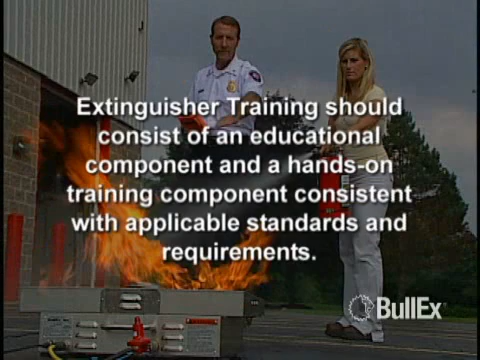 Extinguisher Training should
consist of an educational
component and a hands-on
training component consistent
with applicable standards and
requirements.
BullEx